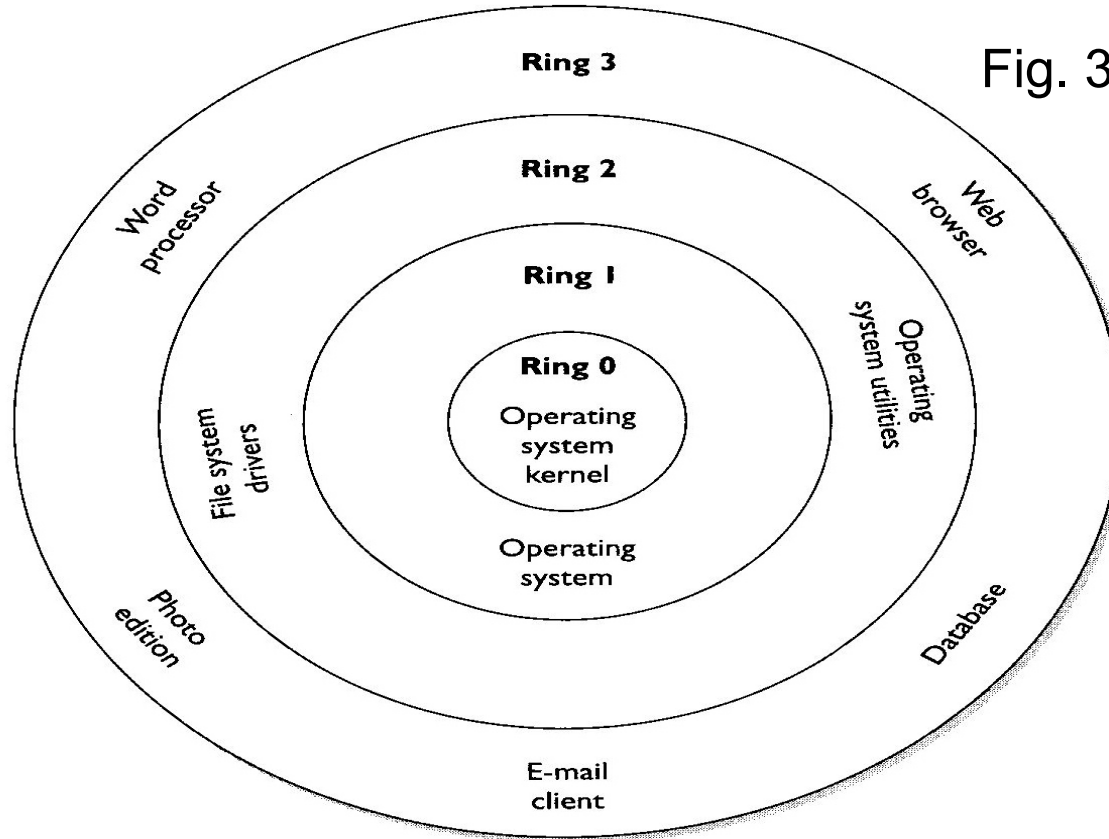 Ring 3
Fig. 3
Word
processor
Web
browser
Ring 2
File system
drivers
Operating
system utilities
Ring 1
Operating
system
Ring 0
Operating
system
kernel
Photo
edition
Database
E-mail
client